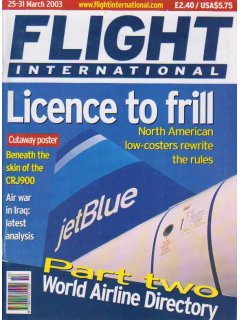 25-31 March 2003
www.flightinternational.com
£2.40 / USA$5.75
FLIGHT
INTERNATIONAL
Licence to frill
North American
low-costers rewrite
the rules
Cutaway poster
Beneath
the skin of the
CRJ900
Air war
in Iraq:
latest
analysis
jetBlue
Part two
World Airline Directory